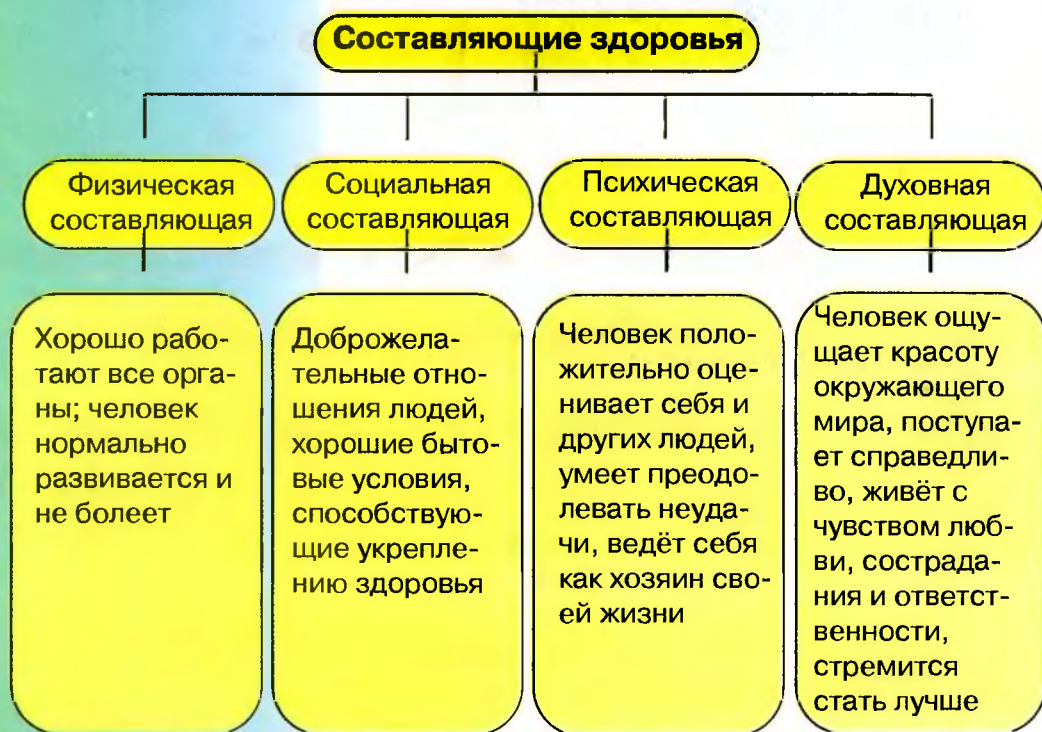 Составляющие здоровья
Физическая
составляющая
Социальная
составляющая
Психическая
составляющая
Духовная
составляющая
Хорошо рабо-
тают все орга-
ны; человек
нормально
развивается и
не болеет
Доброжела-
тельные отно-
шения людей,
хорошие быто-
вые условия,
способствую-
щие укрепле-
нию здоровья
Человек поло-
жительно оце-
нивает себя и
других людей,
умеет преодо-
левать неуда-
чи, ведёт себя
как хозяин сво-
ей жизни
Человек ощу-
щает красоту
окружающего
мира, поступа-
ет справедли-
во, живёт с
чувством люб-
ви, сострада-
ния и ответст-
венности,
стремится
стать лучше